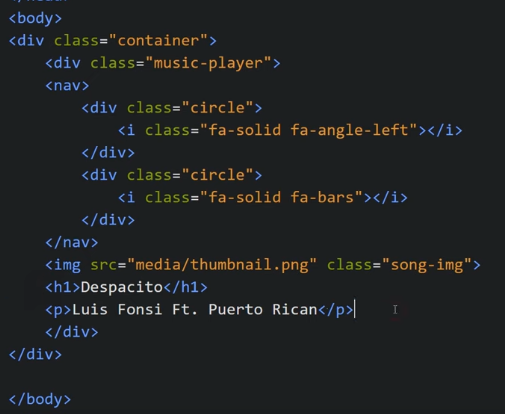 <body>
<div class="container">
<div class="music-player">
<nav>
<div class="circle">
<i class="fa-solid fa-angle-left"></i>
</div>
<div class="circle">
<i class="fa-solid fa-bars"></i>
</div>
</nav>
<img src="media/thumbnail.png" class="song-img">
<h1>Despacito</h1>
<p>Luis Fonsi Ft. Puerto Rican</p>
</div>
</div>
</body>